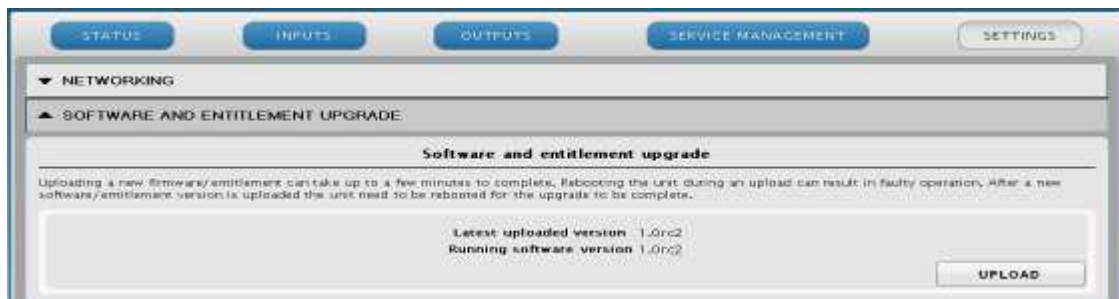 STATUS INPUTS OUTPUTS SERVICE MANAGEMENT SETTINGS
NETWORKING
SOFTWARE AND ENTITLEMENT UPGRADE
Software and entitlement upgrade
Uploading a new firmware/entitlement can take up to a few minutes to complete. Rebooting the unit during an upload can result in faulty operation. After a new
software/entitlement version is uploaded the unit need to be rebooted for the upgrade to be complete.
Latest uploaded version 1.0rc2
Running software version 1.0rc2
UPLOAD